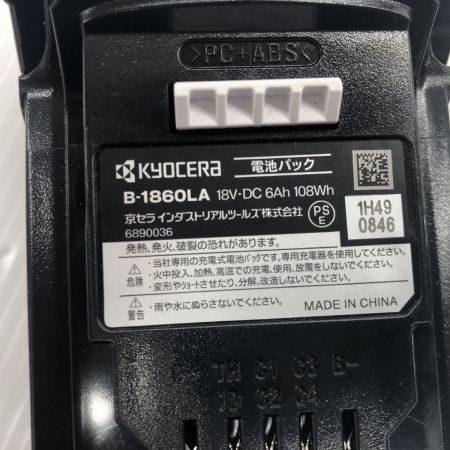 >PC+ABS<
KYOCERA 電池パック
B-1860LA 18V⎓DC 6Ah 108Wh
京セラインダストリアルツールズ株式会社
6890036
PS
E
1H49
0846
発熱、火、破裂の恐れがあります。
危険
・当社専用の充電式電池パックです。専用充電器を使用してください。
・火中投入、加熱、高温での充電、使用、放置をしないでください。
・変形やショートさせたり、分解、改造しないでください。
警告
・雨や水にぬらさないでください。
MADE IN CHINA
TH C1 C3 B-
ID C2 C4